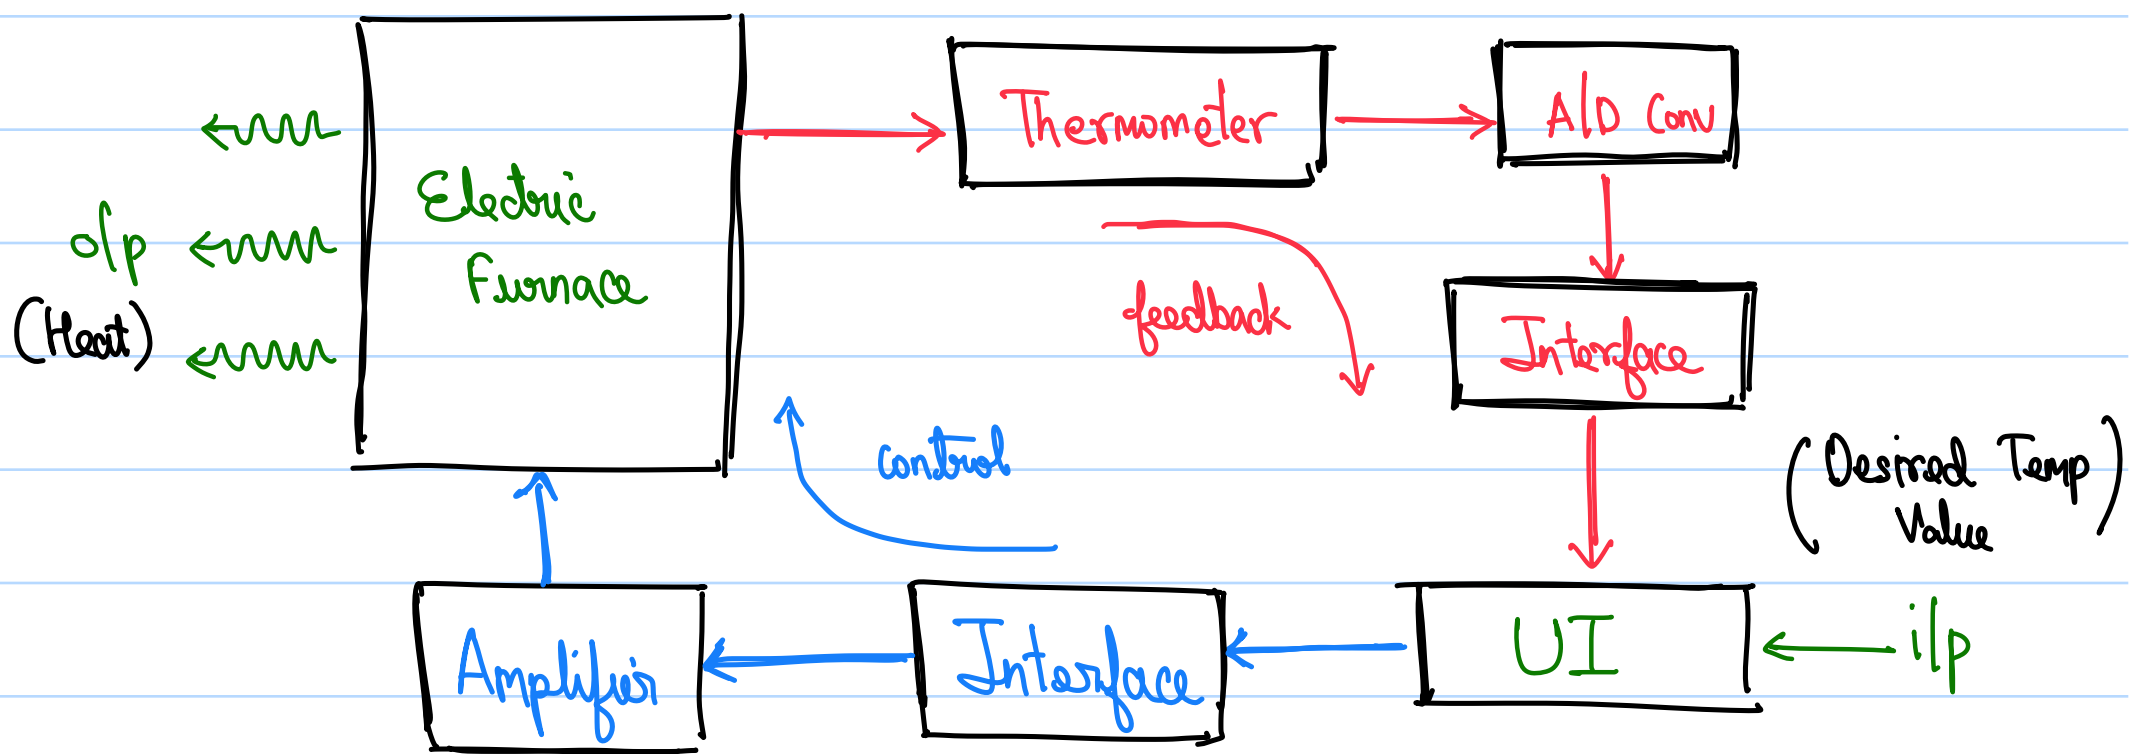 Thermometer
A/D Conv
Electric
Furnace
o/p
(Heat)
feedback
Interface
control
(Desired Temp)
Value
UI
i/p
Interface
Amplifier